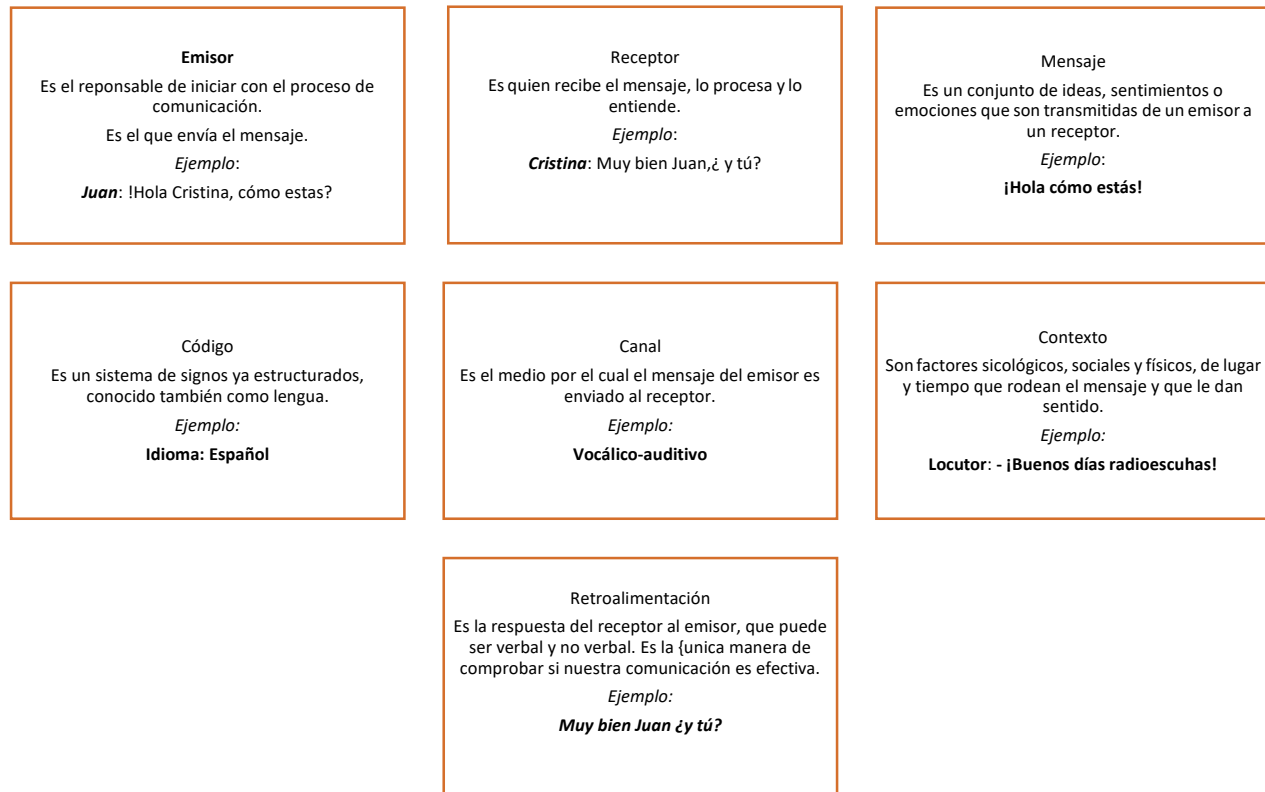 Emisor
Es el reponsable de iniciar con el proceso de
comunicación.
Es el que envía el mensaje.
Ejemplo:
Juan: !Hola Cristina, cómo estas?
Receptor
Es quien recibe el mensaje, lo procesa y lo
entiende.
Ejemplo:
Cristina: Muy bien Juan,¿ y tú?
Mensaje
Es un conjunto de ideas, sentimientos o
emociones que son transmitidas de un emisor a
un receptor.
Ejemplo:
¡Hola cómo estás!
Código
Es un sistema de signos ya estructurados,
conocido también como lengua.
Ejemplo:
Idioma: Español
Canal
Es el medio por el cual el mensaje del emisor es
enviado al receptor.
Ejemplo:
Vocálico-auditivo
Contexto
Son factores sicológicos, sociales y físicos, de lugar
y tiempo que rodean el mensaje y que le dan
sentido.
Ejemplo:
Locutor: - ¡Buenos días radioescuhas!
Retroalimentación
Es la respuesta del receptor al emisor, que puede
ser verbal y no verbal. Es la {unica manera de
comprobar si nuestra comunicación es efectiva.
Ejemplo:
Muy bien Juan ¿y tú?